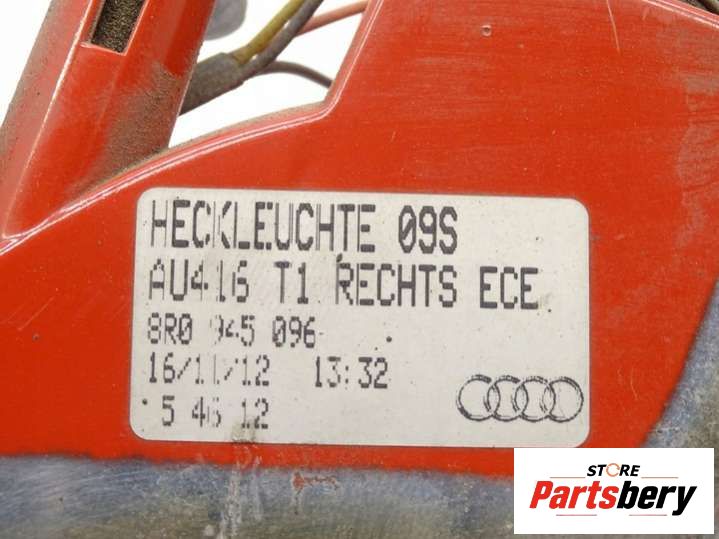 HECKLEUCHTE 09S
AU416 T1 RECHTS ECE
8R0 945 096
16/11/12 13:32
5 46 12
STORE
Partsbery